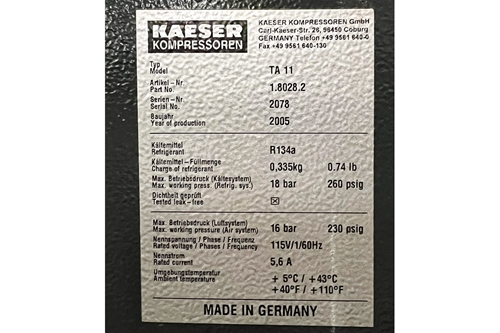 KAESER
KOMPRESSOREN
KAESER KOMPRESSOREN GmbH
Carl-Kaeser-Str. 26, 96450 Coburg
GERMANY Telefon +49 9561 640-0
Fax +49 9561 640-130
Typ
Model TA 11
Artikel-Nr.
Part No. 1.8028.2
Serien-Nr.
Serial No. 2078
Baujahr
Year of production 2005
Kältemittel
Refrigerant R134a
Kältemittel-Füllmenge
Charge of refrigerant 0,335kg 0.74 lb
Max. Betriebsdruck (Kältesystem)
Max. working press. (Refrig. sys.) 18 bar 260 psig
Dichtheit geprüft
Tested leak-free ☒
Max. Betriebsdruck (Luftsystem)
Max. working pressure (Air system) 16 bar 230 psig
Nennspannung / Phase / Frequenz
Rated voltage / Phases / Frequency 115V/1/60Hz
Nennstrom
Rated current 5,6 A
Umgebungstemperatur
Ambient temperature + 5°C / +43°C
+40°F / +110°F
MADE IN GERMANY